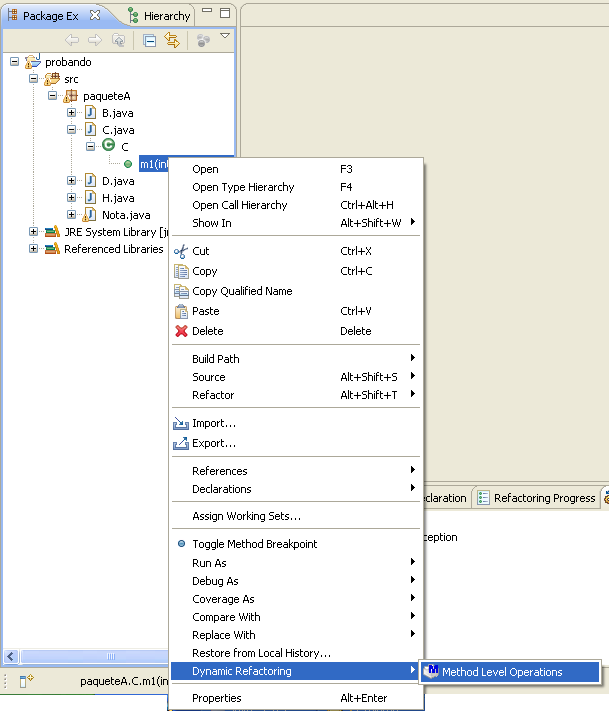 Package Ex
Hierarchy
probando
src
paqueteA
B.java
C.java
C
m1(in
D.java
H.java
Nota.java
JRE System Library [j
Referenced Libraries
Open F3
Open Type Hierarchy F4
Open Call Hierarchy Ctrl+Alt+H
Show In Alt+Shift+W
Cut Ctrl+X
Copy Ctrl+C
Copy Qualified Name
Paste Ctrl+V
Delete Delete
Build Path
Source Alt+Shift+S
Refactor Alt+Shift+T
Import...
Export...
References
Declarations
Assign Working Sets...
Toggle Method Breakpoint
Run As
Debug As
Coverage As
Compare With
Replace With
Restore from Local History...
Dynamic Refactoring
Method Level Operations
Properties Alt+Enter
eclaration
Refactoring Progress
ception
paqueteA.C.m1(in